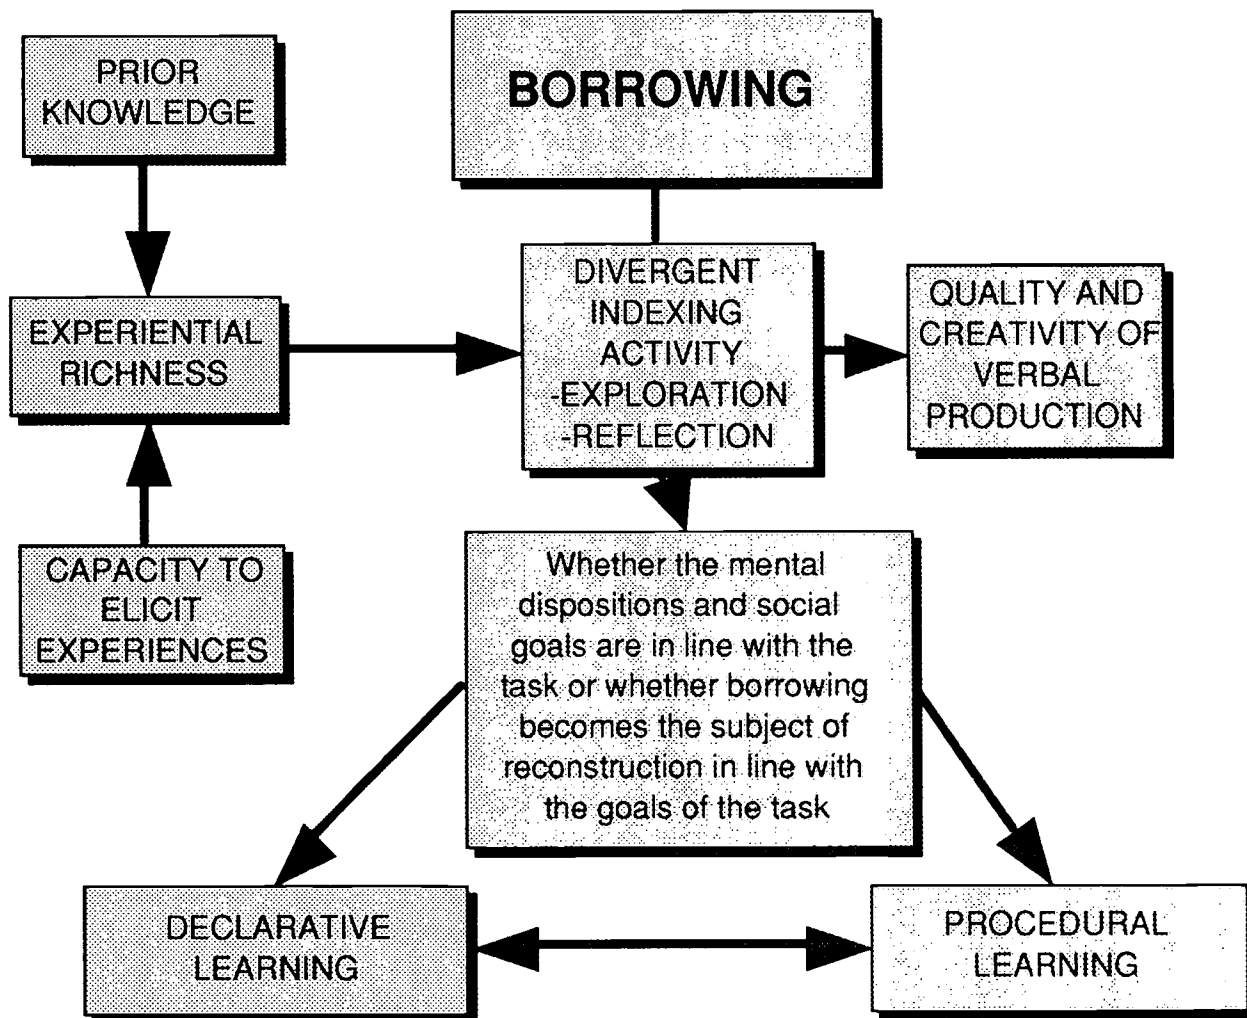 PRIOR
KNOWLEDGE
BORROWING
EXPERIENTIAL
RICHNESS
DIVERGENT
INDEXING
ACTIVITY
-EXPLORATION
-REFLECTION
QUALITY AND
CREATIVITY OF
VERBAL
PRODUCTION
CAPACITY TO
ELICIT
EXPERIENCES
Whether the mental
dispositions and social
goals are in line with the
task or whether borrowing
becomes the subject of
reconstruction in line with
the goals of the task
DECLARATIVE
LEARNING
PROCEDURAL
LEARNING